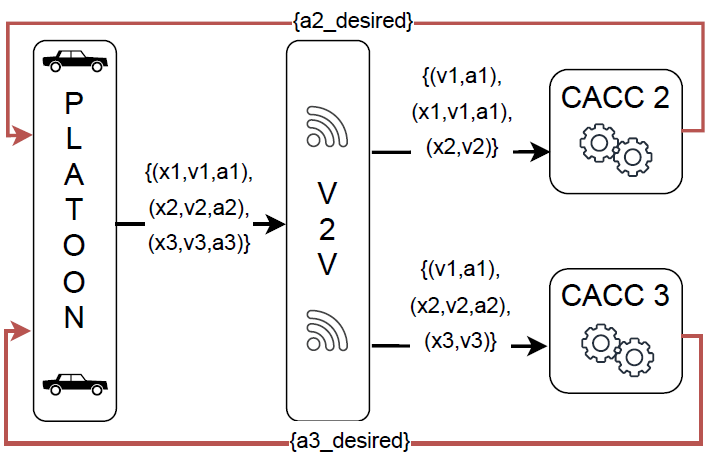 {a2_desired}
P
L
A
T
O
O
N
{(x1,v1,a1),
(x2,v2,a2),
(x3,v3,a3)}
V
2
V
{(v1,a1),
(x1,v1,a1),
(x2,v2)}
CACC 2
{(v1,a1),
(x2,v2,a2),
(x3,v3)}
CACC 3
{a3_desired}